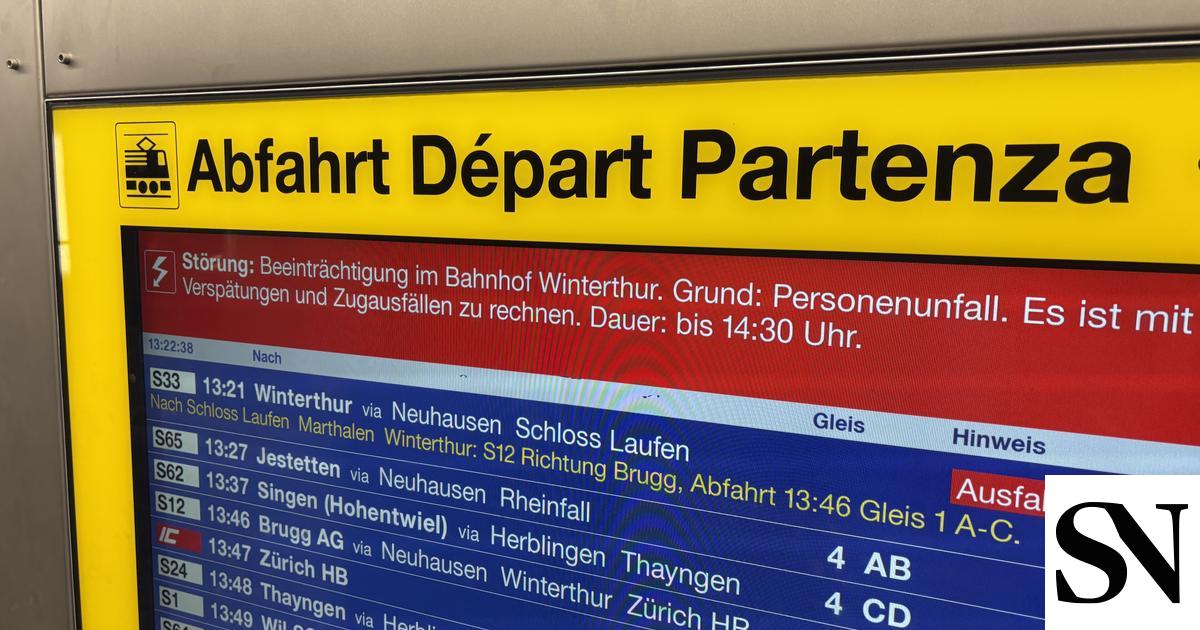 Abfahrt Départ Partenza
Störung: Beeinträchtigung im Bahnhof Winterthur. Grund: Personenunfall. Es ist mit
Verspätungen und Zugausfällen zu rechnen. Dauer: bis 14:30 Uhr.
13:22:38 Nach Gleis Hinweis
S33 13:21 Winterthur via Neuhausen Schloss Laufen
Nach Schloss Laufen Marthalen Winterthur: S12 Richtung Brugg, Abfahrt 13:46 Gleis 1 A-C.
S65 13:27 Jestetten via Neuhausen Rheinfall 4 AB
S62 13:37 Singen (Hohentwiel) via Herblingen Thayngen 4 CD
S12 13:46 Brugg AG via Neuhausen Winterthur Zürich
IC 13:47 Zürich HB
S24 13:48 Thayngen via
S1 13:49
SN